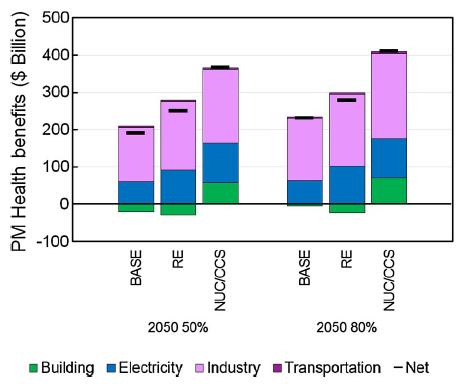 PM Health benefits ($ Billion)
500
400
300
200
100
0
-100
BASE
RE
NUC/CCS
BASE
RE
NUC/CCS
2050 50%
2050 80%
Building
Electricity
Industry
Transportation
Net